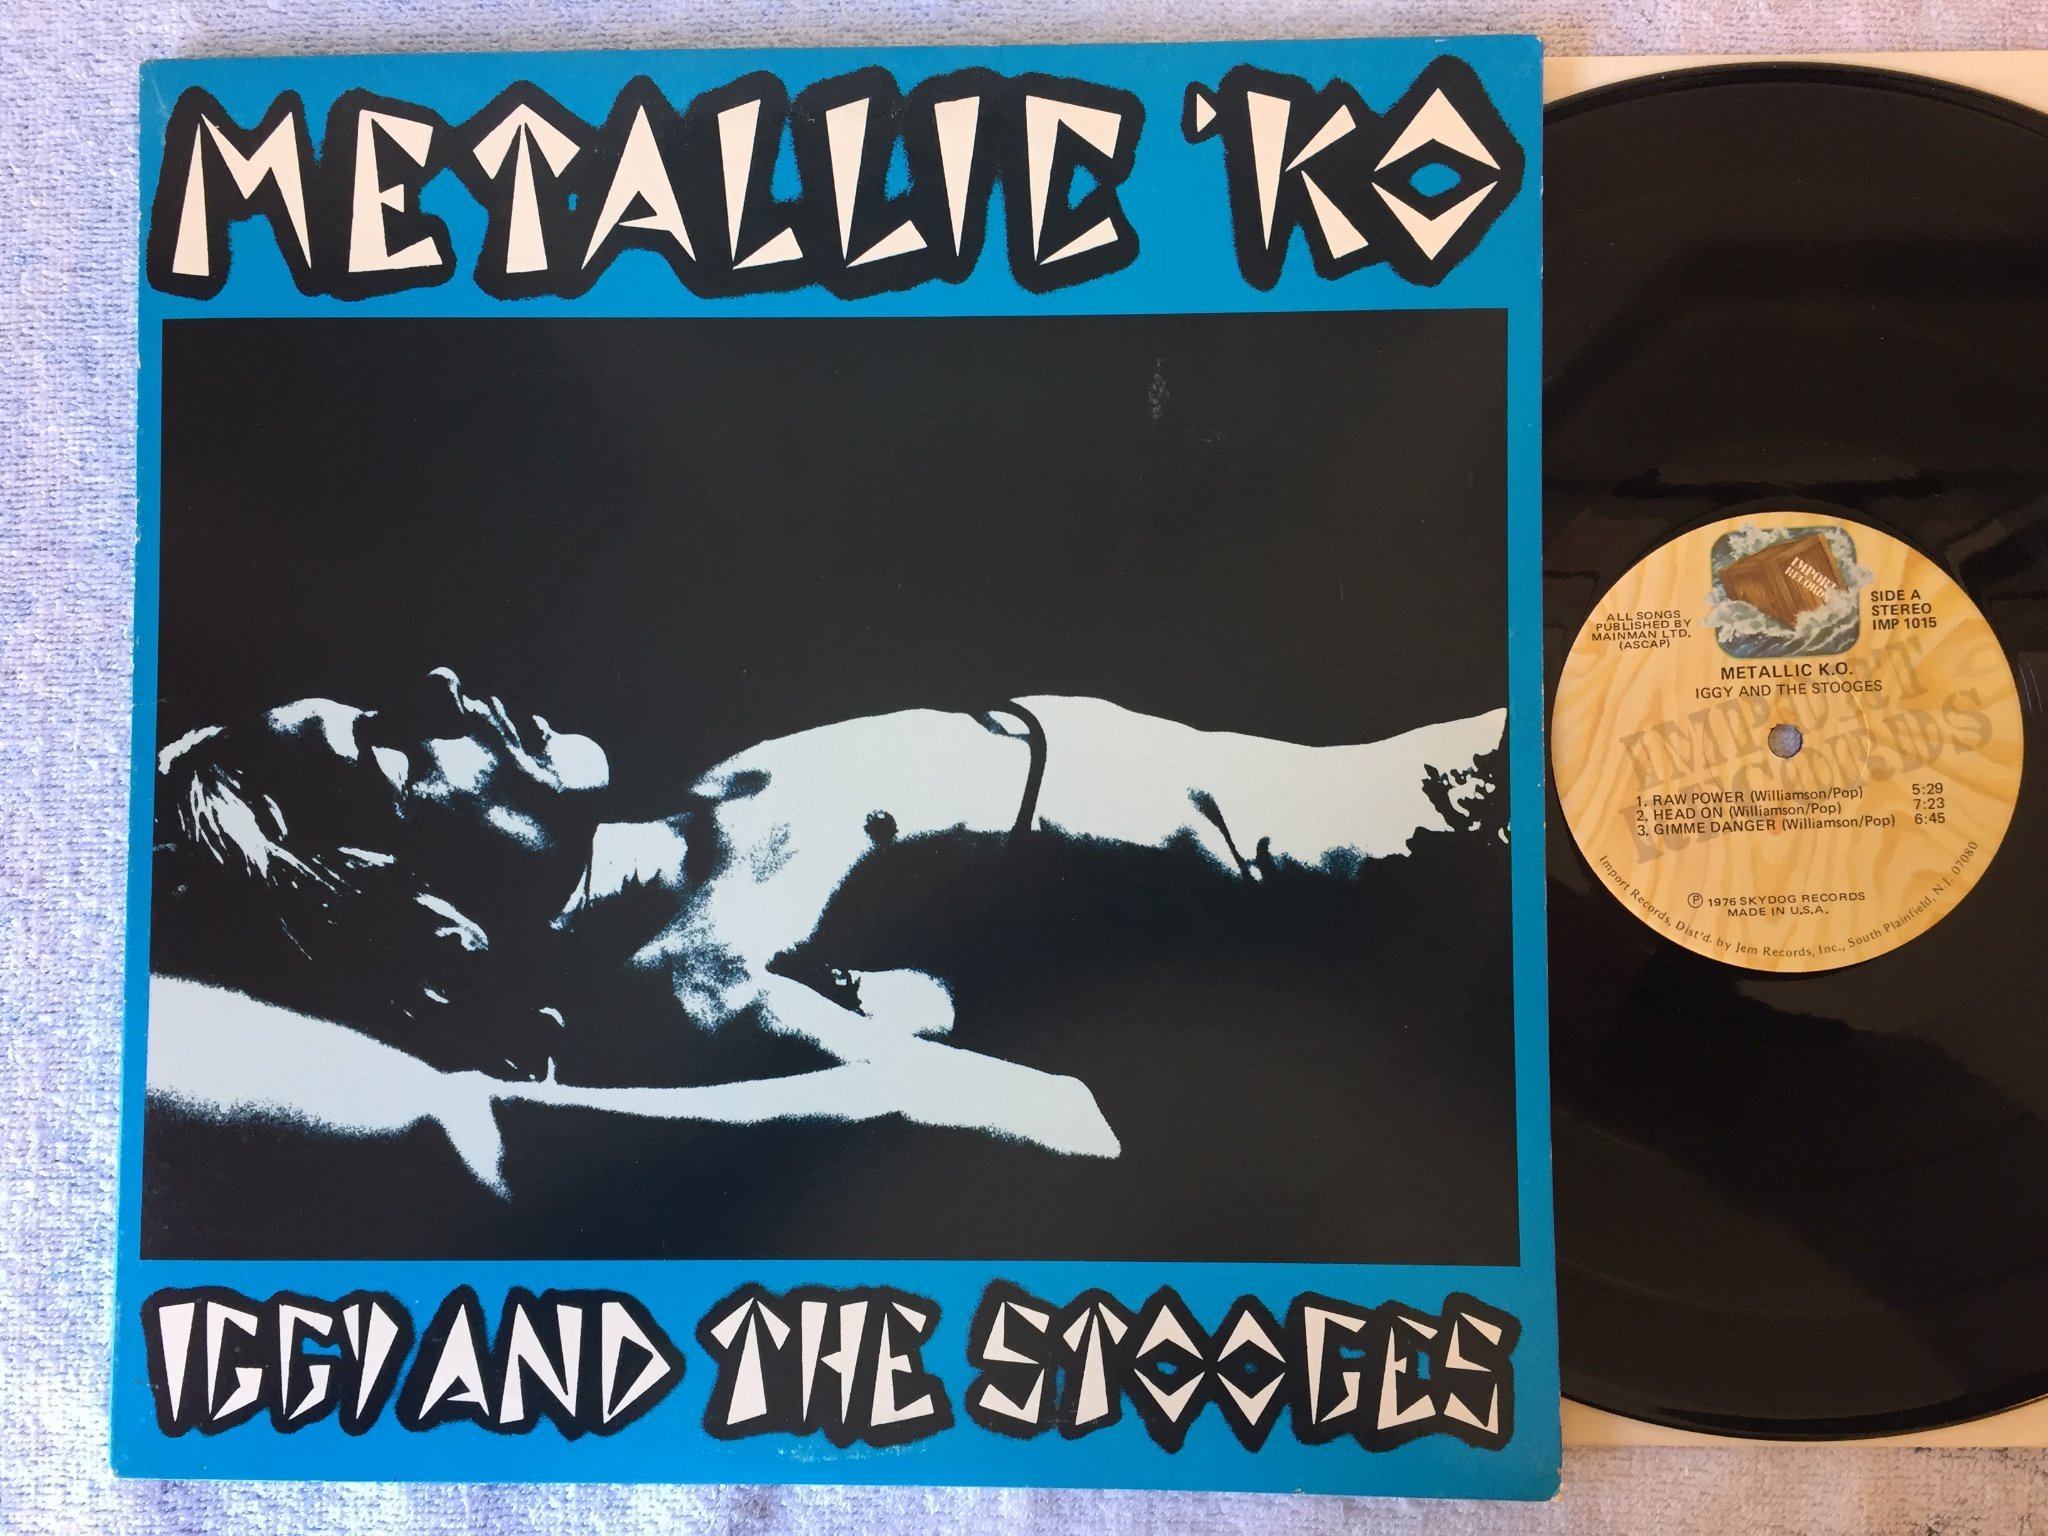 METALLIC 'KO
IGGY AND THE STOOGES
IMPORT
RECORDS
SIDE A
STEREO
IMP 1015
ALL SONGS
PUBLISHED BY
MAINMAN LTD.
(ASCAP)
METALLIC K.O.
IGGY AND THE STOOGES
IMPORT
RECORDS
1. RAW POWER (Williamson/Pop) 5:29
2. HEAD ON (Williamson/Pop) 7:23
3. GIMME DANGER (Williamson/Pop) 6:45
Ⓟ 1976 SKYDOG RECORDS
MADE IN U.S.A.
Import Records, Dist'd. by Jem Records, Inc., South Plainfield, N.J. 07080